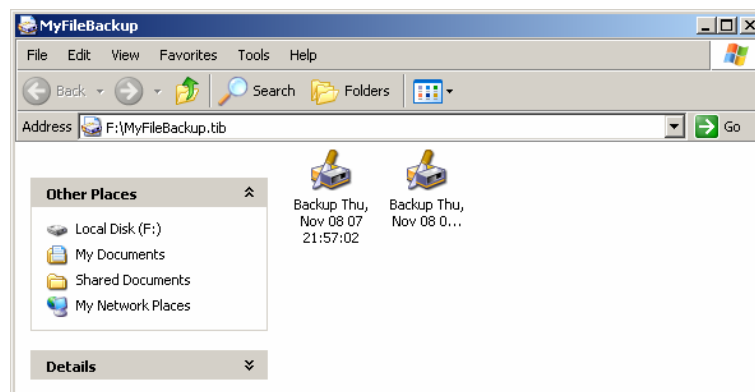 MyFileBackup
File Edit View Favorites Tools Help
Back Search Folders
Address F:\MyFileBackup.tib Go
Other Places
Local Disk (F:)
My Documents
Shared Documents
My Network Places
Details
Backup Thu,
Nov 08 07
21:57:02
Backup Thu,
Nov 08 0...